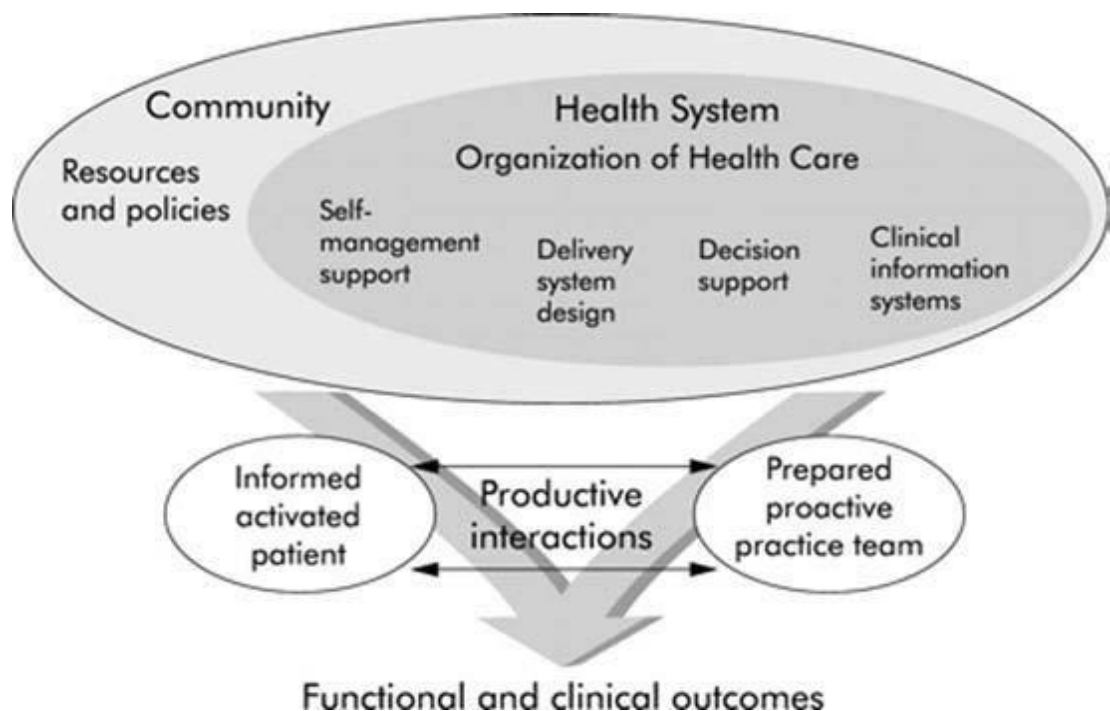 Community
Health System
Organization of Health Care
Resources
and policies
Self-
management
support
Delivery
system
design
Decision
support
Clinical
information
systems
Informed
activated
patient
Productive
interactions
Prepared
proactive
practice team
Functional and clinical outcomes